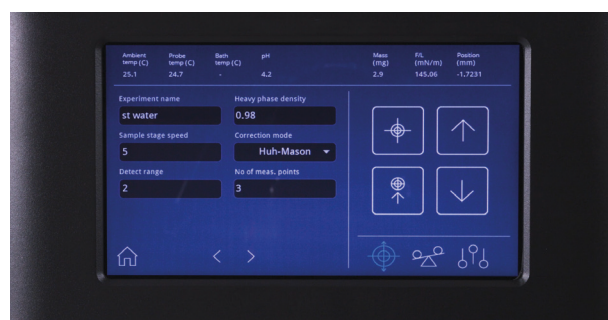 Ambient temp (C) Probe temp (C) Bath temp (C) pH Mass (mg) F/L (mN/m) Position (mm)
25.1 24.7 - 4.2 2.9 145.06 -1,7231
Experiment name Heavy phase density
st water 0.98
Sample stage speed Correction mode
5 Huh-Mason
Detect range No of meas. points
2 3